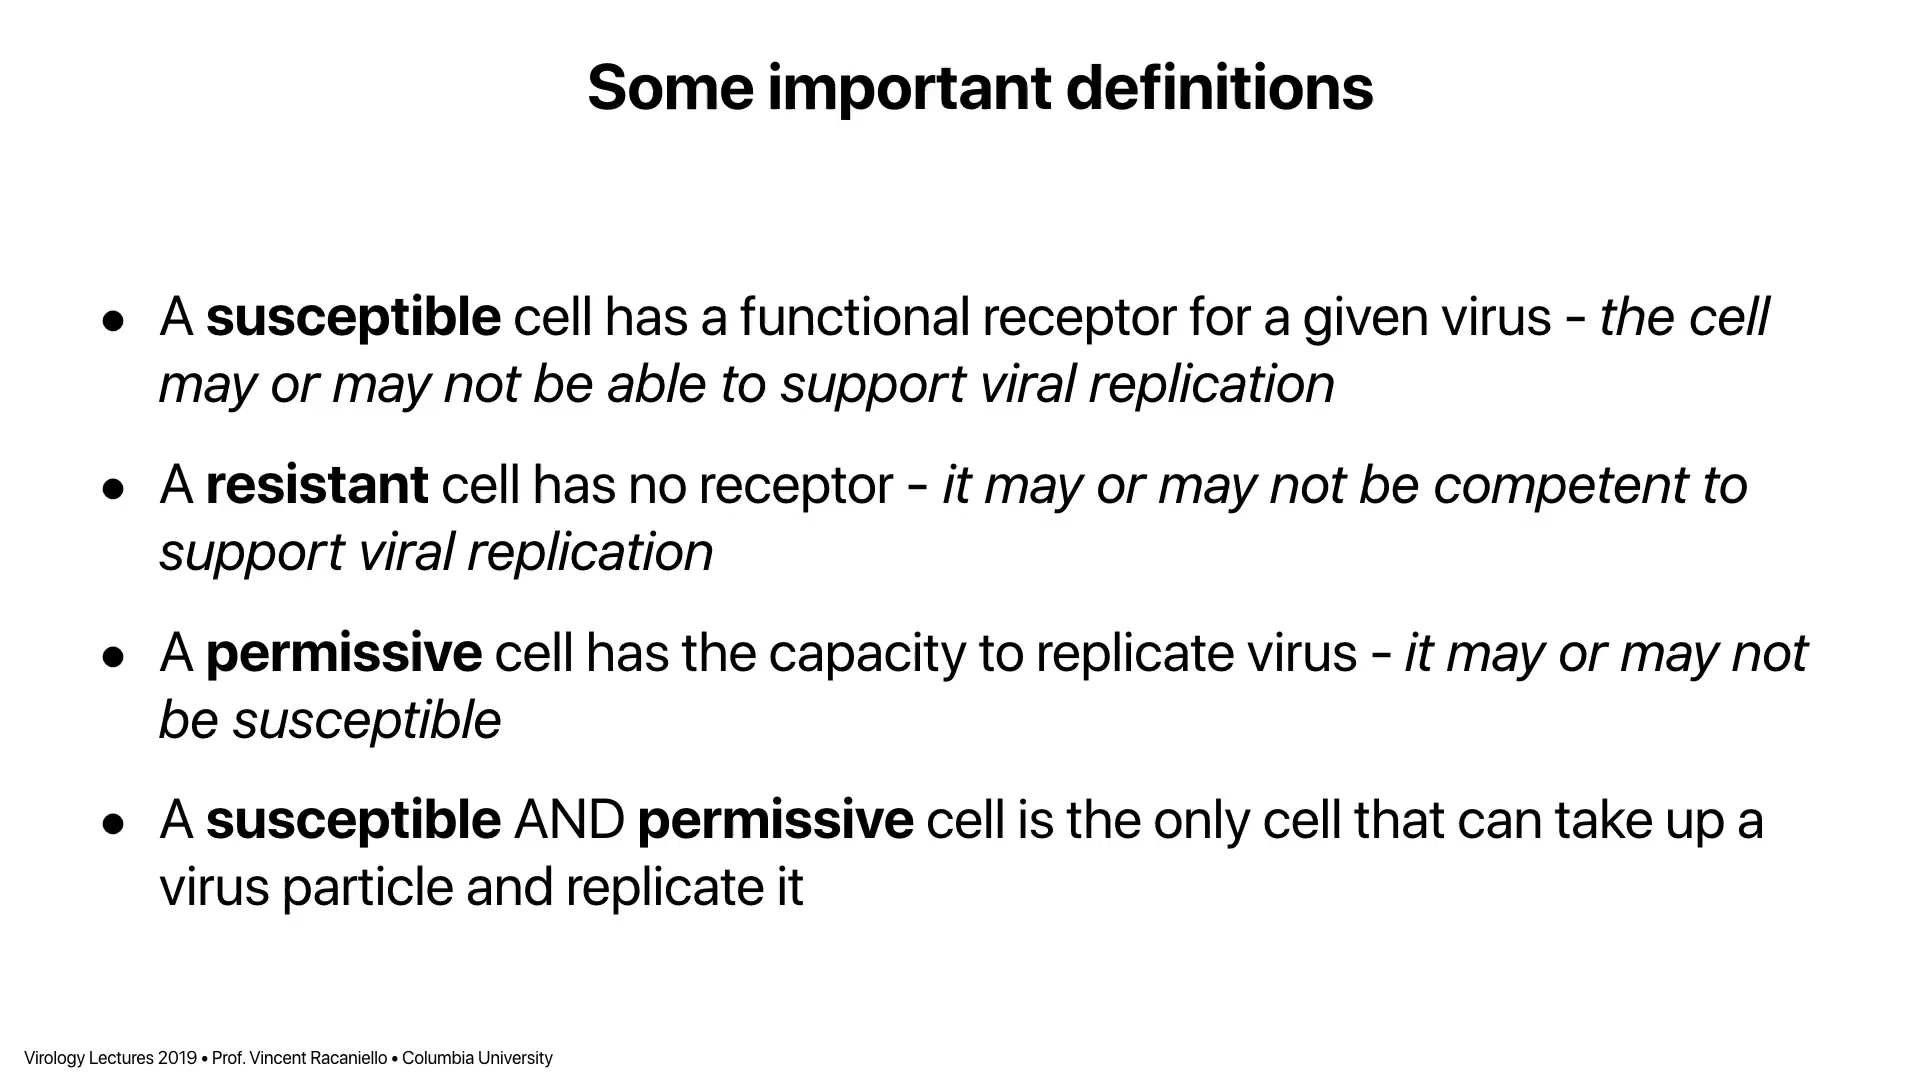 Some important definitions
• A susceptible cell has a functional receptor for a given virus - the cell
may or may not be able to support viral replication
• A resistant cell has no receptor - it may or may not be competent to
support viral replication
• A permissive cell has the capacity to replicate virus - it may or may not
be susceptible
• A susceptible AND permissive cell is the only cell that can take up a
virus particle and replicate it
Virology Lectures 2019 • Prof. Vincent Racaniello • Columbia University